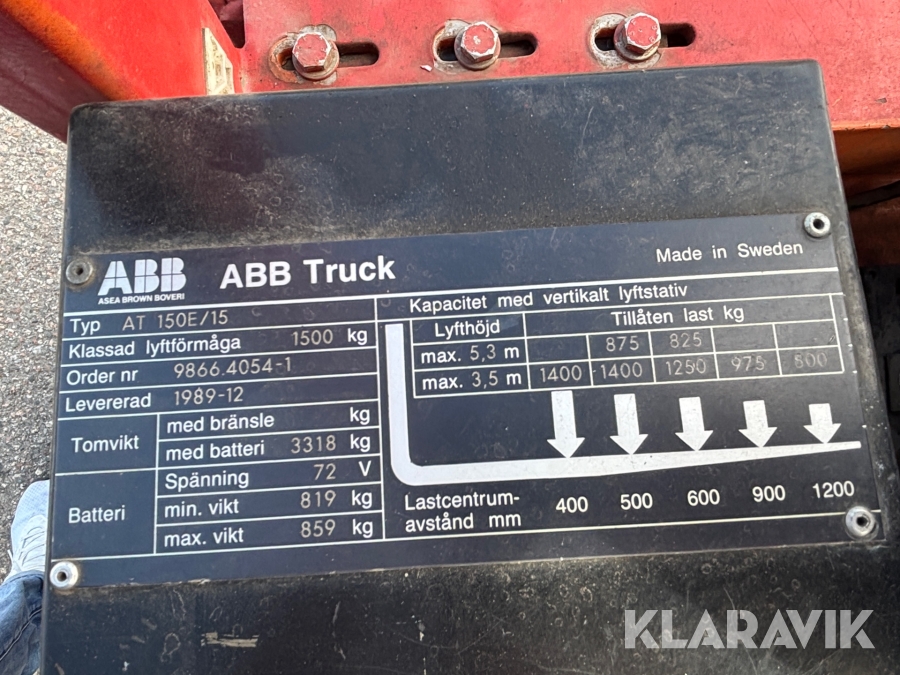 ABB
ASEA BROWN BOVERI
ABB Truck
Made in Sweden
Typ AT 150E/15
Klassad lyftförmåga 1500 kg
Order nr 9866.4054-1
Levererad 1989-12
Tomvikt
med bränsle kg
med batteri 3318 kg
Batteri
Spänning 72 V
min. vikt 819 kg
max. vikt 859 kg
Kapacitet med vertikalt lyftstativ
Lyfthöjd Tillåten last kg
max. 5,3 m 875 825
max. 3,5 m 1400 1400 1250 975 800
Lastcentrum-
avstånd mm 400 500 600 900 1200
KLARAVIK